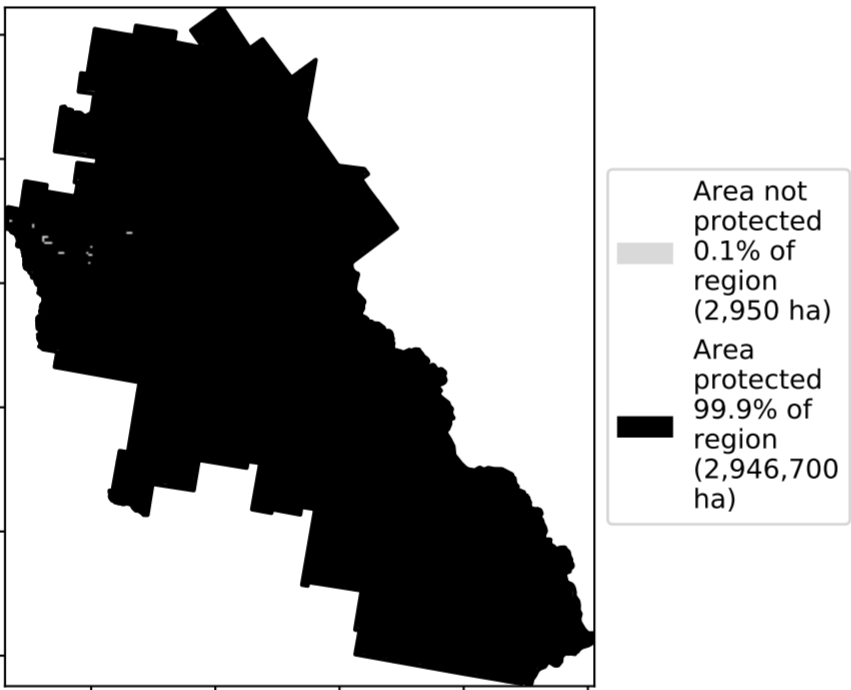 Area not
protected
0.1% of
region
(2,950 ha)
Area
protected
99.9% of
region
(2,946,700
ha)